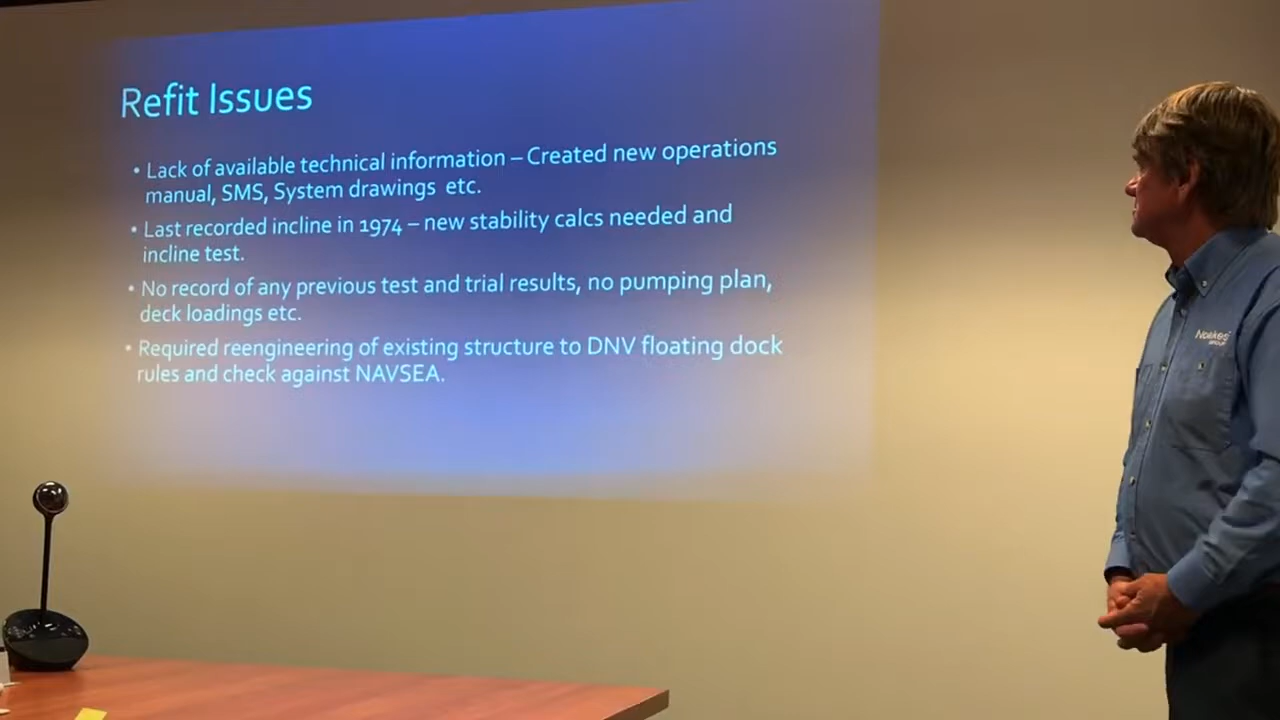 Refit Issues
• Lack of available technical information – Created new operations
manual, SMS, System drawings etc.
• Last recorded incline in 1974 – new stability calcs needed and
incline test.
• No record of any previous test and trial results, no pumping plan,
deck loadings etc.
• Required reengineering of existing structure to DNV floating dock
rules and check against NAVSEA.
Noakes
GROUP